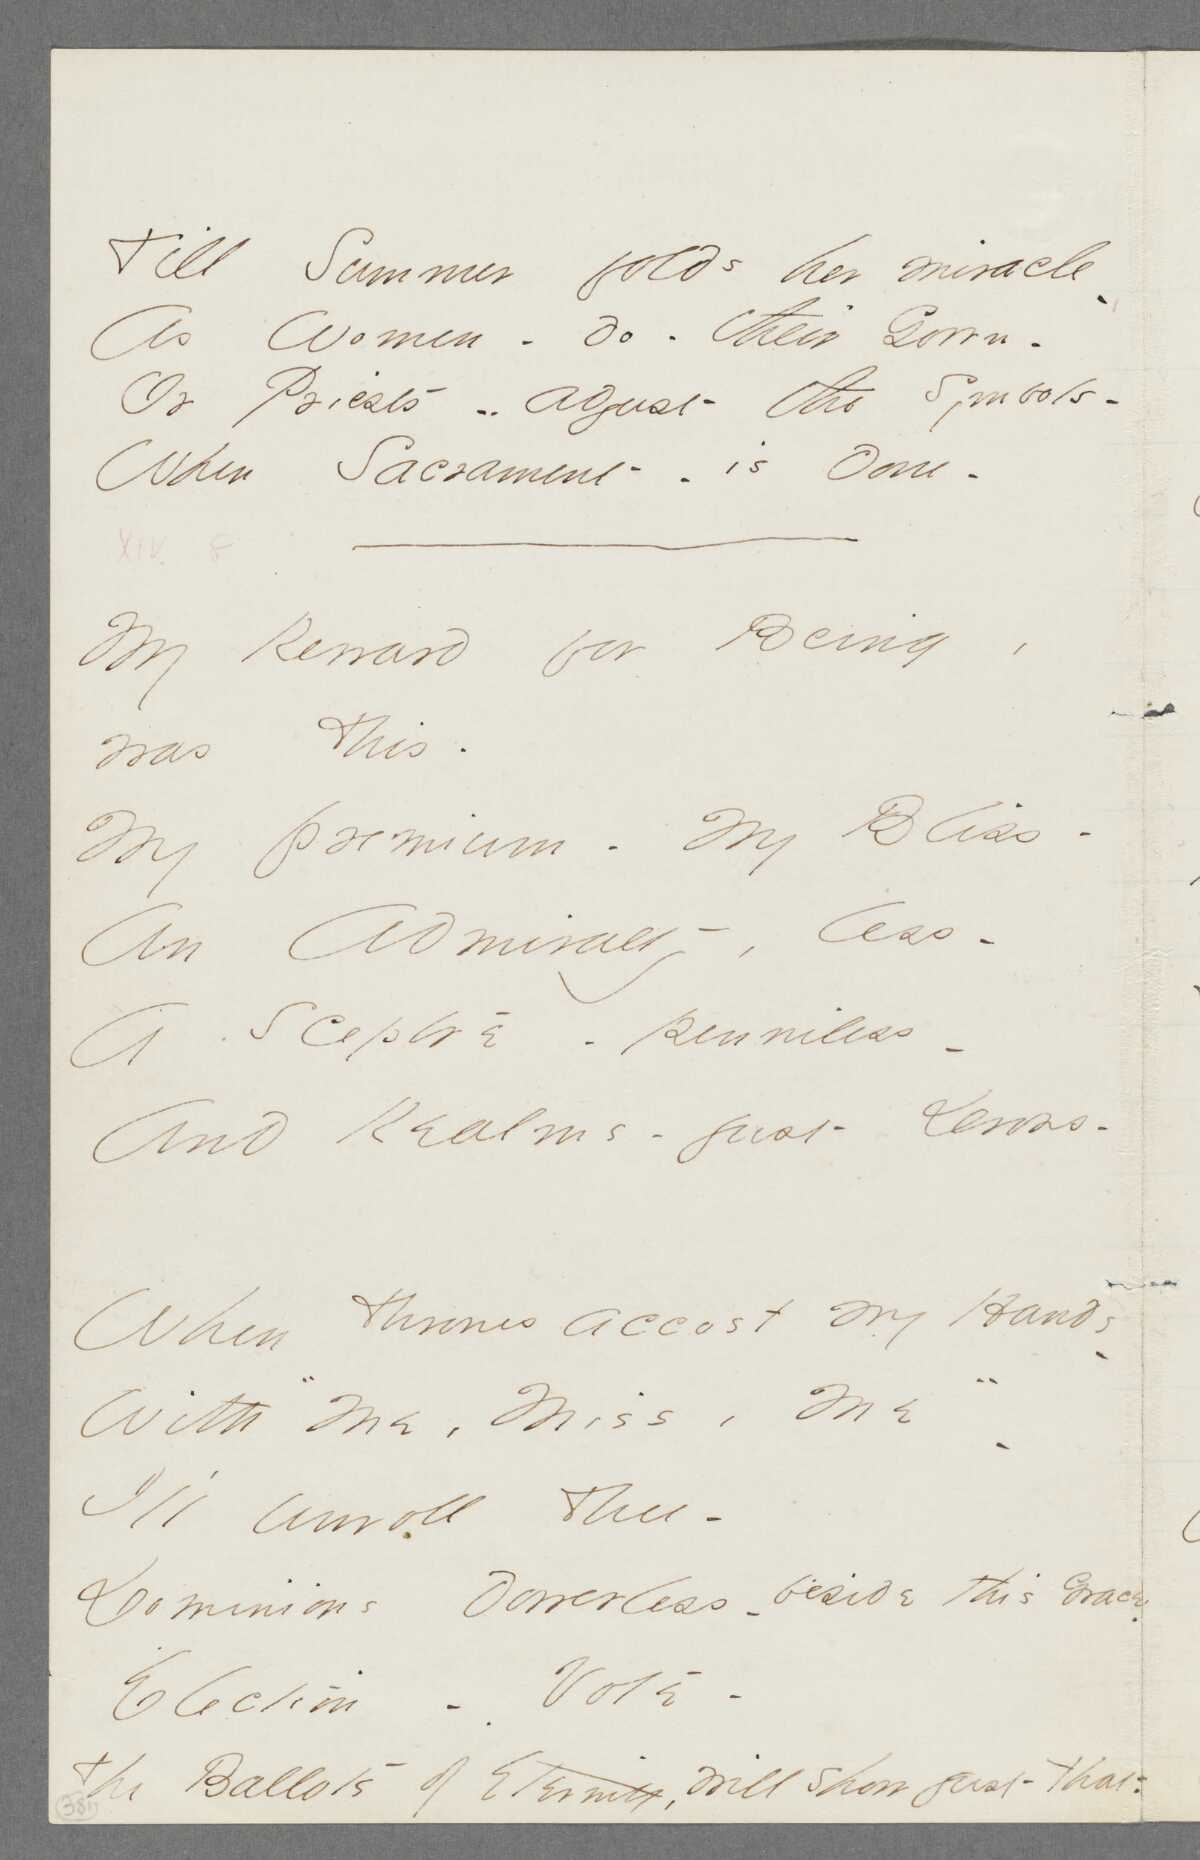 Till Summer folds her miracle -
As Women - do - their Gown -
Or Priests - adjust the Symbols -
When Sacrament - is done -
XIV. 8
My Reward for Being,
was this -
My premium - My Bliss -
An Admiralty, less -
A Sceptre - penniless -
And Realms - just Dross -
When Thrones accost my Hands -
With "Me, Miss, Me" -
I'll unroll Thee -
Dominions dowerless - beside this Grace -
Election - Vote -
The Ballots of Eternity, will show just that -